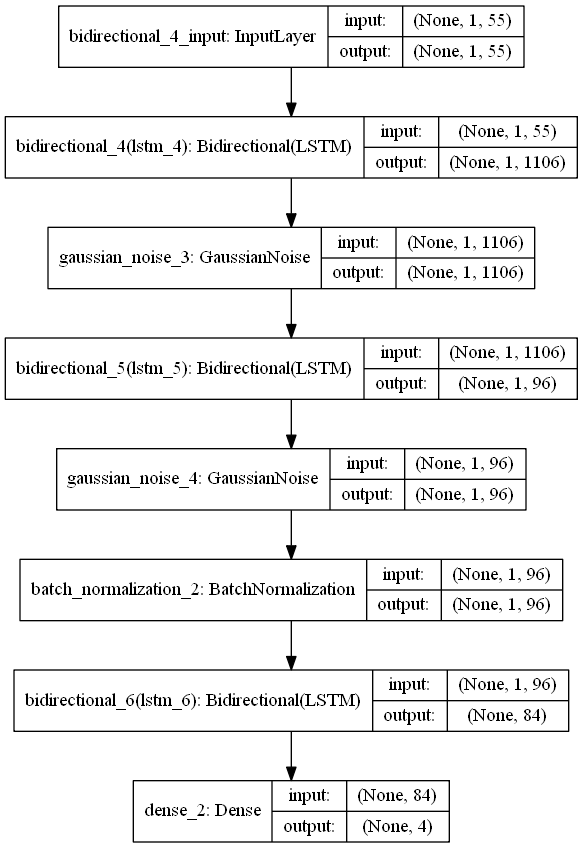 bidirectional_4_input: InputLayer
input: (None, 1, 55)
output: (None, 1, 55)
bidirectional_4(lstm_4): Bidirectional(LSTM)
input: (None, 1, 55)
output: (None, 1, 1106)
gaussian_noise_3: GaussianNoise
input: (None, 1, 1106)
output: (None, 1, 1106)
bidirectional_5(lstm_5): Bidirectional(LSTM)
input: (None, 1, 1106)
output: (None, 1, 96)
gaussian_noise_4: GaussianNoise
input: (None, 1, 96)
output: (None, 1, 96)
batch_normalization_2: BatchNormalization
input: (None, 1, 96)
output: (None, 1, 96)
bidirectional_6(lstm_6): Bidirectional(LSTM)
input: (None, 1, 96)
output: (None, 84)
dense_2: Dense
input: (None, 84)
output: (None, 4)